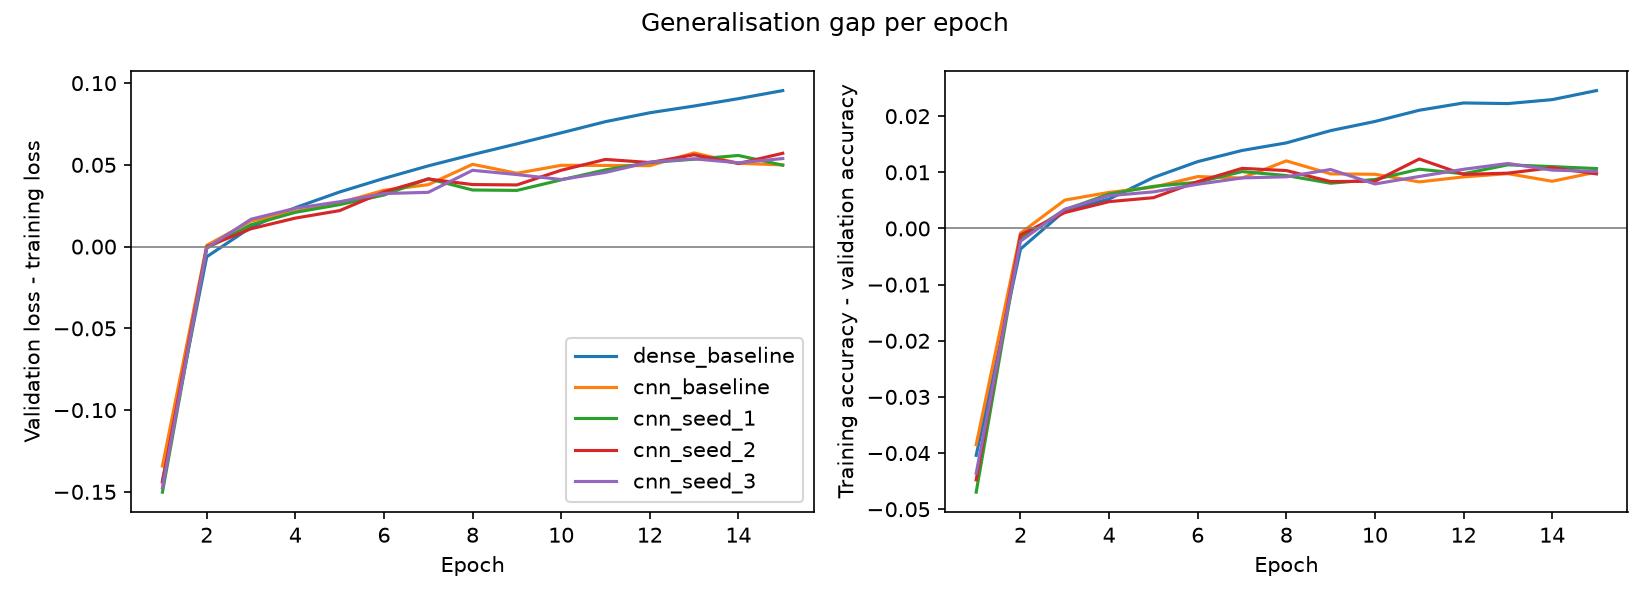 Generalisation gap per epoch
Validation loss - training loss
0.10
0.05
0.00
−0.05
−0.10
−0.15
2 4 6 8 10 12 14
Epoch
dense_baseline
cnn_baseline
cnn_seed_1
cnn_seed_2
cnn_seed_3
Training accuracy - validation accuracy
0.02
0.01
0.00
−0.01
−0.02
−0.03
−0.04
−0.05
2 4 6 8 10 12 14
Epoch